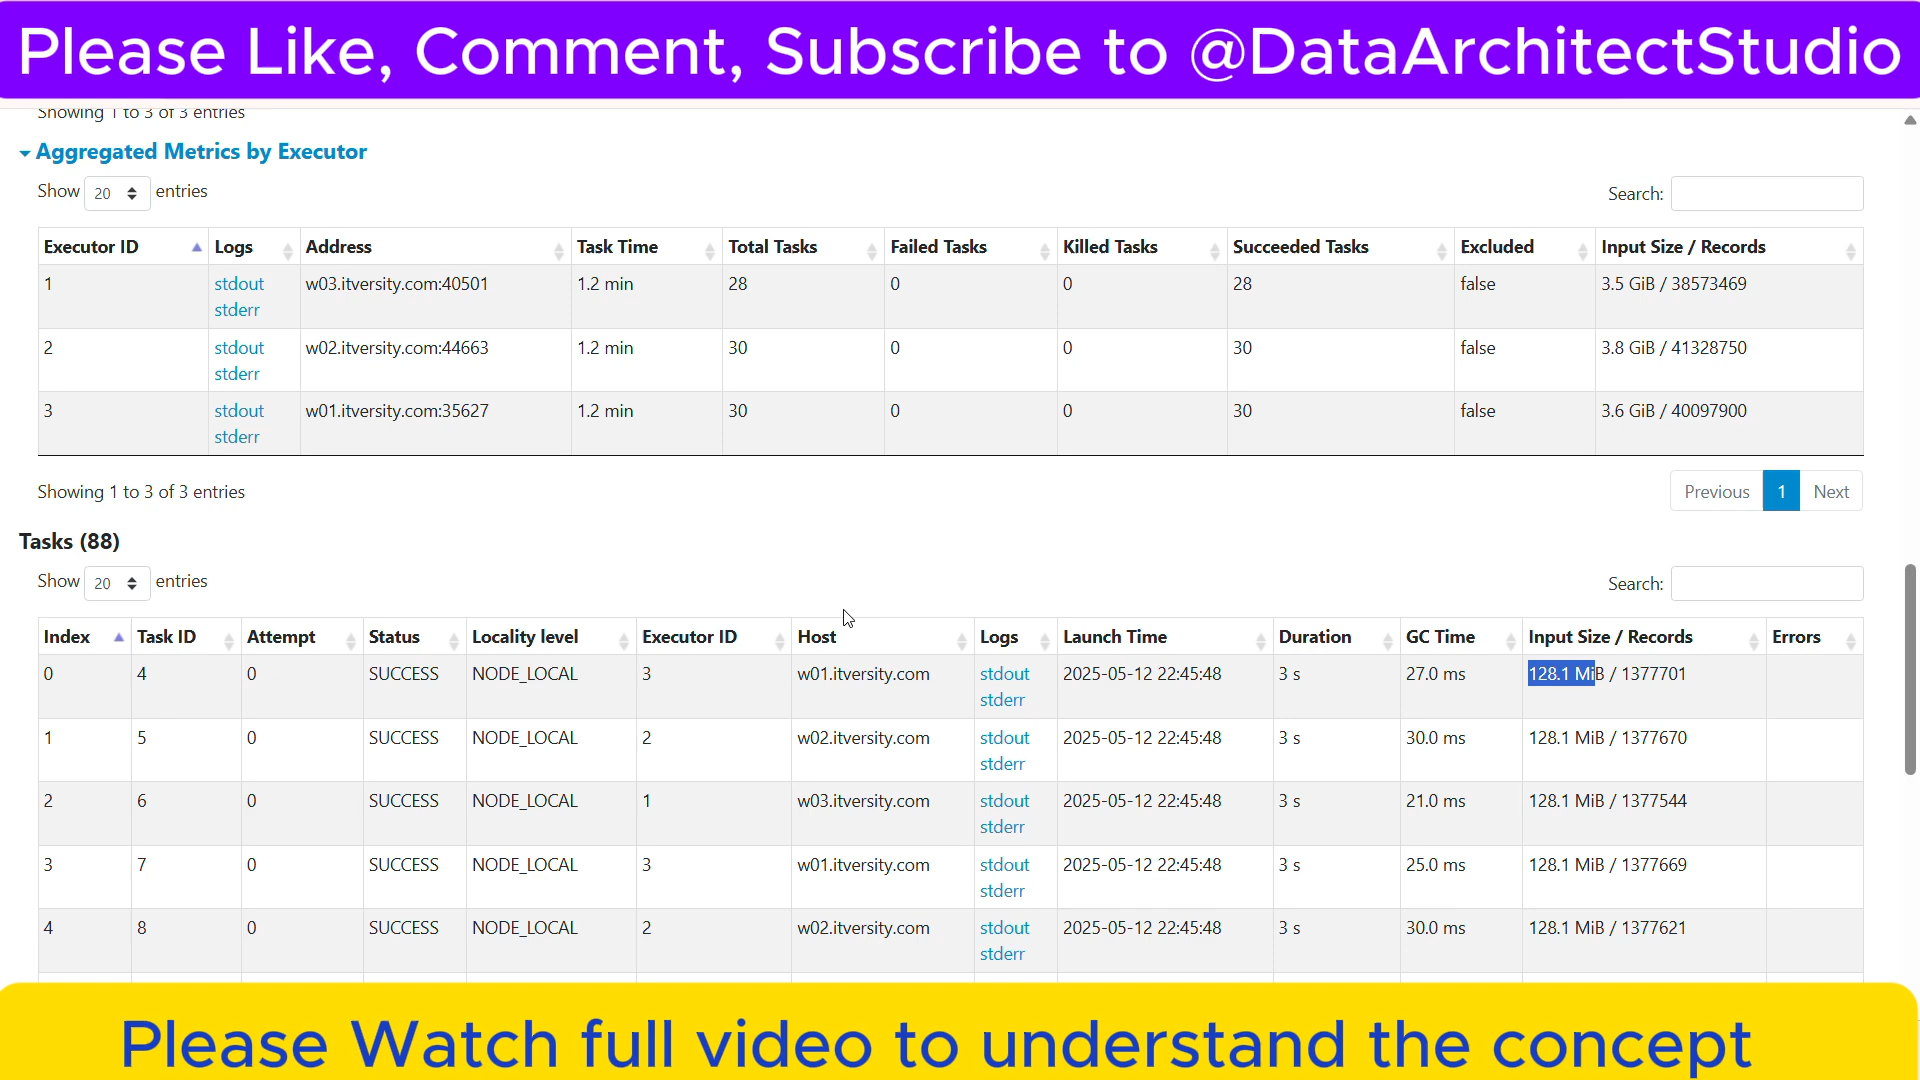 Please Like, Comment, Subscribe to @DataArchitectStudio
Showing 1 to 3 of 3 entries
Aggregated Metrics by Executor
Show 20 entries Search:
Executor ID Logs Address Task Time Total Tasks Failed Tasks Killed Tasks Succeeded Tasks Excluded Input Size / Records
1 stdout w03.itversity.com:40501 1.2 min 28 0 0 28 false 3.5 GiB / 38573469
stderr
2 stdout w02.itversity.com:44663 1.2 min 30 0 0 30 false 3.8 GiB / 41328750
stderr
3 stdout w01.itversity.com:35627 1.2 min 30 0 0 30 false 3.6 GiB / 40097900
stderr
Showing 1 to 3 of 3 entries Previous 1 Next
Tasks (88)
Show 20 entries Search:
Index Task ID Attempt Status Locality level Executor ID Host Logs Launch Time Duration GC Time Input Size / Records Errors
0 4 0 SUCCESS NODE_LOCAL 3 w01.itversity.com stdout 2025-05-12 22:45:48 3 s 27.0 ms 128.1 MiB / 1377701
stderr
1 5 0 SUCCESS NODE_LOCAL 2 w02.itversity.com stdout 2025-05-12 22:45:48 3 s 30.0 ms 128.1 MiB / 1377670
stderr
2 6 0 SUCCESS NODE_LOCAL 1 w03.itversity.com stdout 2025-05-12 22:45:48 3 s 21.0 ms 128.1 MiB / 1377544
stderr
3 7 0 SUCCESS NODE_LOCAL 3 w01.itversity.com stdout 2025-05-12 22:45:48 3 s 25.0 ms 128.1 MiB / 1377669
stderr
4 8 0 SUCCESS NODE_LOCAL 2 w02.itversity.com stdout 2025-05-12 22:45:48 3 s 30.0 ms 128.1 MiB / 1377621
stderr
Please Watch full video to understand the concept